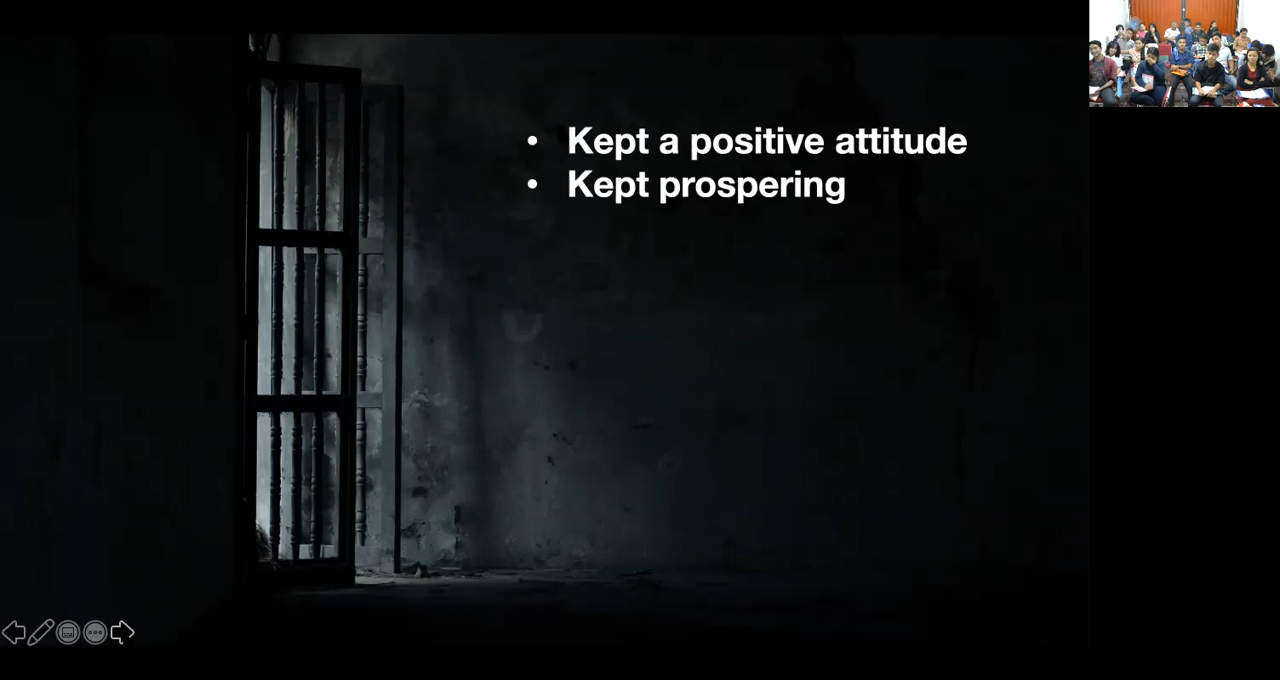 • Kept a positive attitude
• Kept prospering